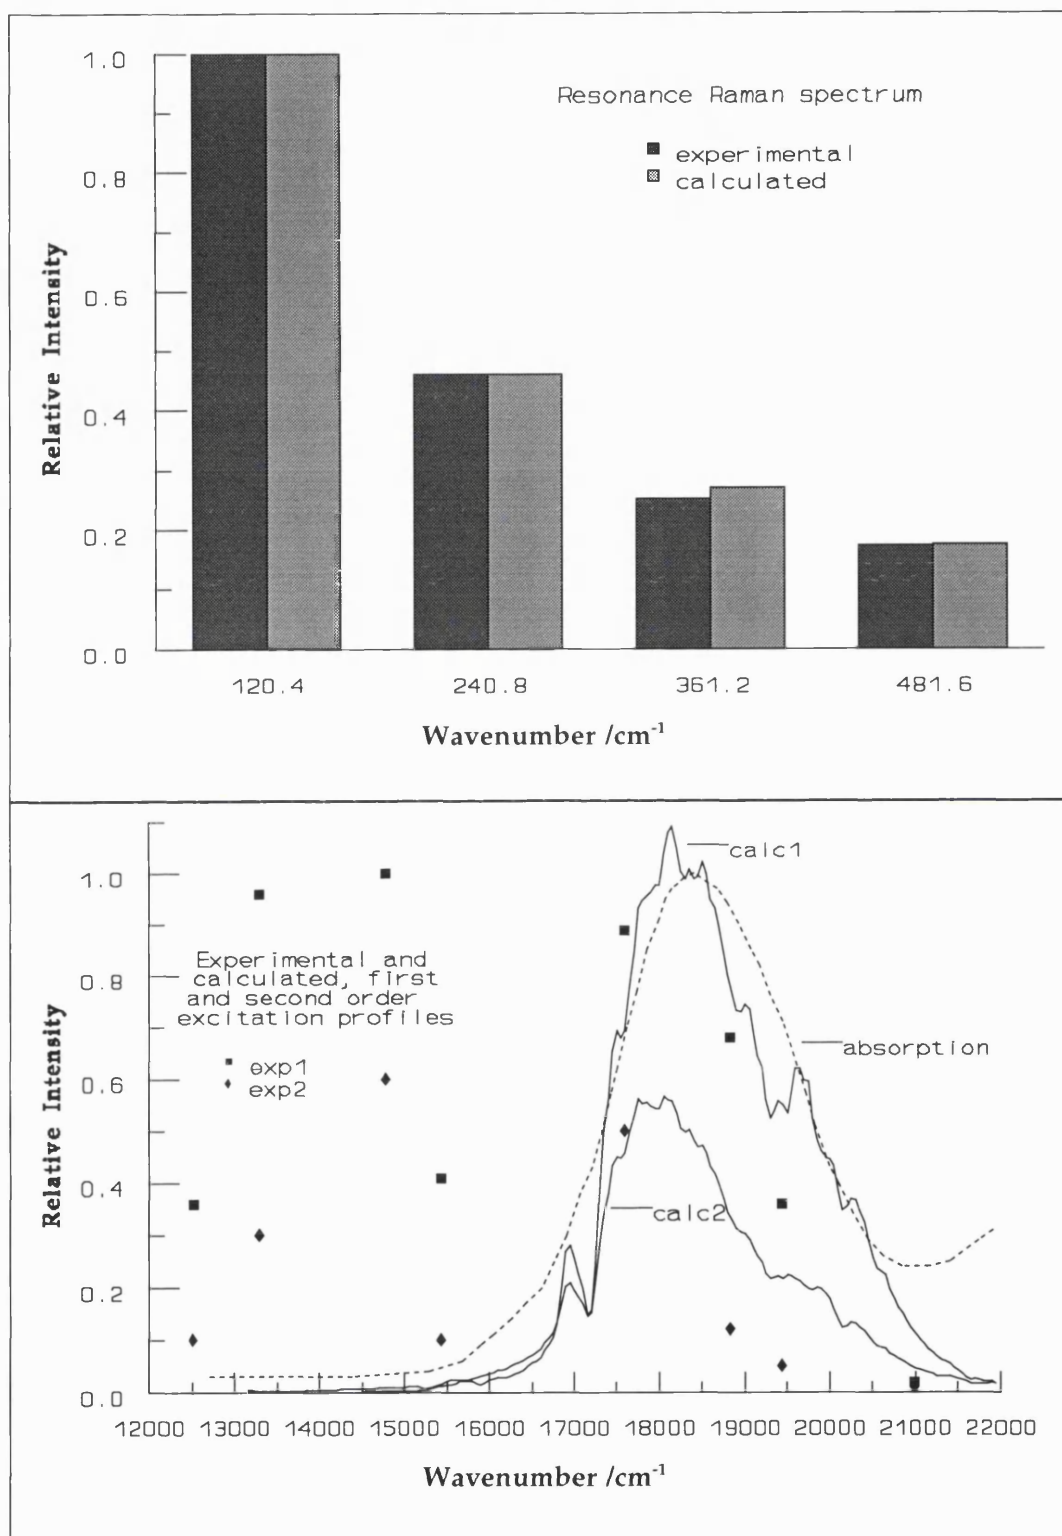 Resonance Raman spectrum
experimental
calculated
Relative Intensity
1.0
0.8
0.6
0.4
0.2
0.0
120.4 240.8 361.2 481.6
Wavenumber /cm⁻¹
calc1
Experimental and
calculated, first
and second order
excitation profiles
exp1
exp2
absorption
calc2
Relative Intensity
1.0
0.8
0.6
0.4
0.2
0.0
12000 13000 14000 15000 16000 17000 18000 19000 20000 21000 22000
Wavenumber /cm⁻¹